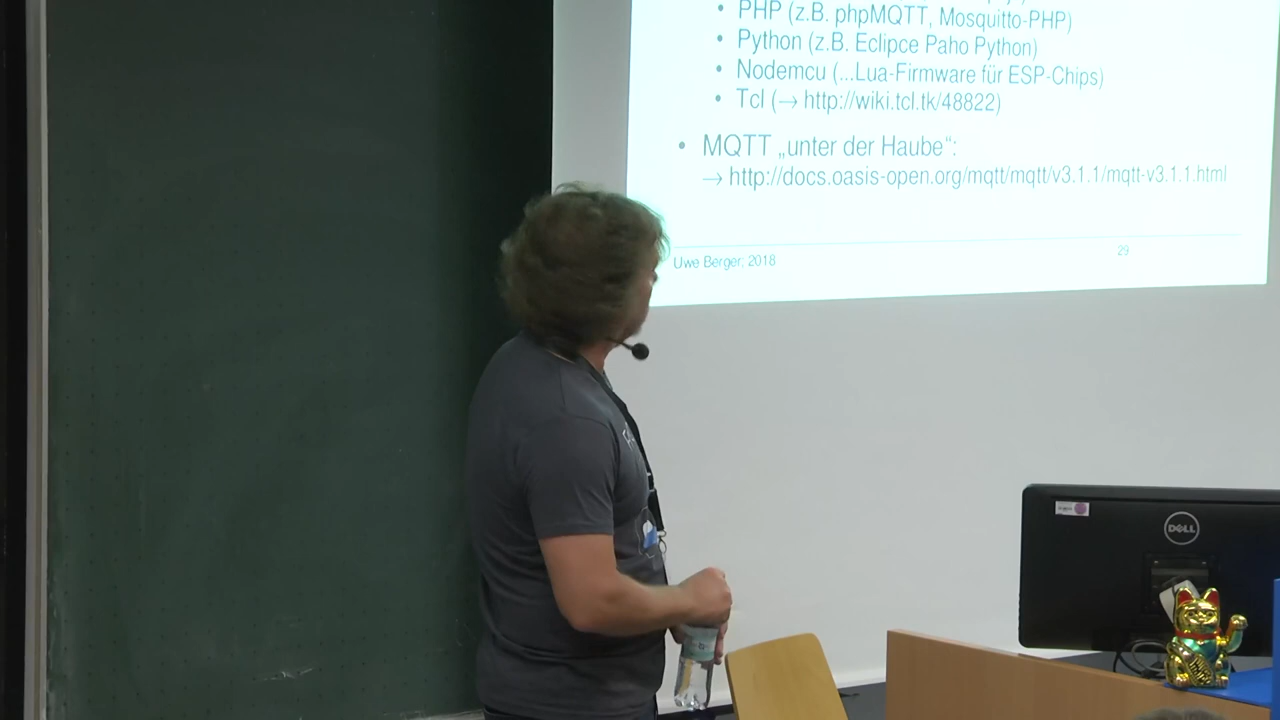 • PHP (z.B. phpMQTT, Mosquitto-PHP)
• Python (z.B. Eclipce Paho Python)
• Nodemcu (...Lua-Firmware für ESP-Chips)
• Tcl (→ http://wiki.tcl.tk/48822)
• MQTT „unter der Haube“:
→ http://docs.oasis-open.org/mqtt/mqtt/v3.1.1/mqtt-v3.1.1.html
Uwe Berger; 2018
29
DELL